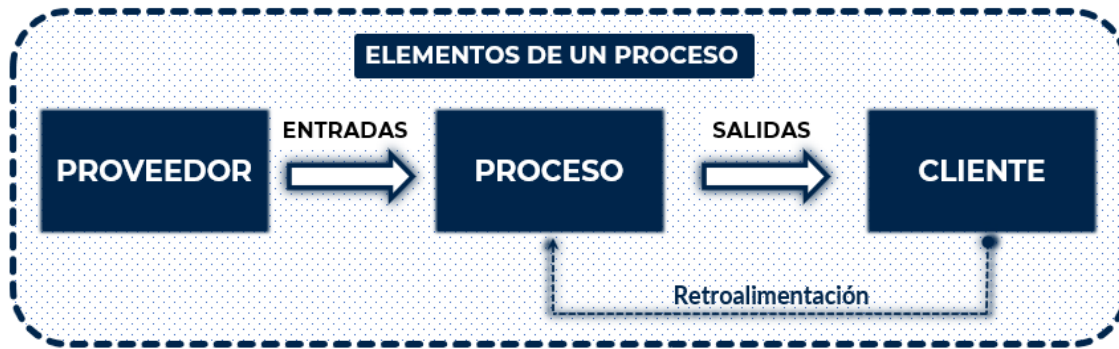 ELEMENTOS DE UN PROCESO
ENTRADAS
SALIDAS
PROVEEDOR
PROCESO
CLIENTE
Retroalimentación